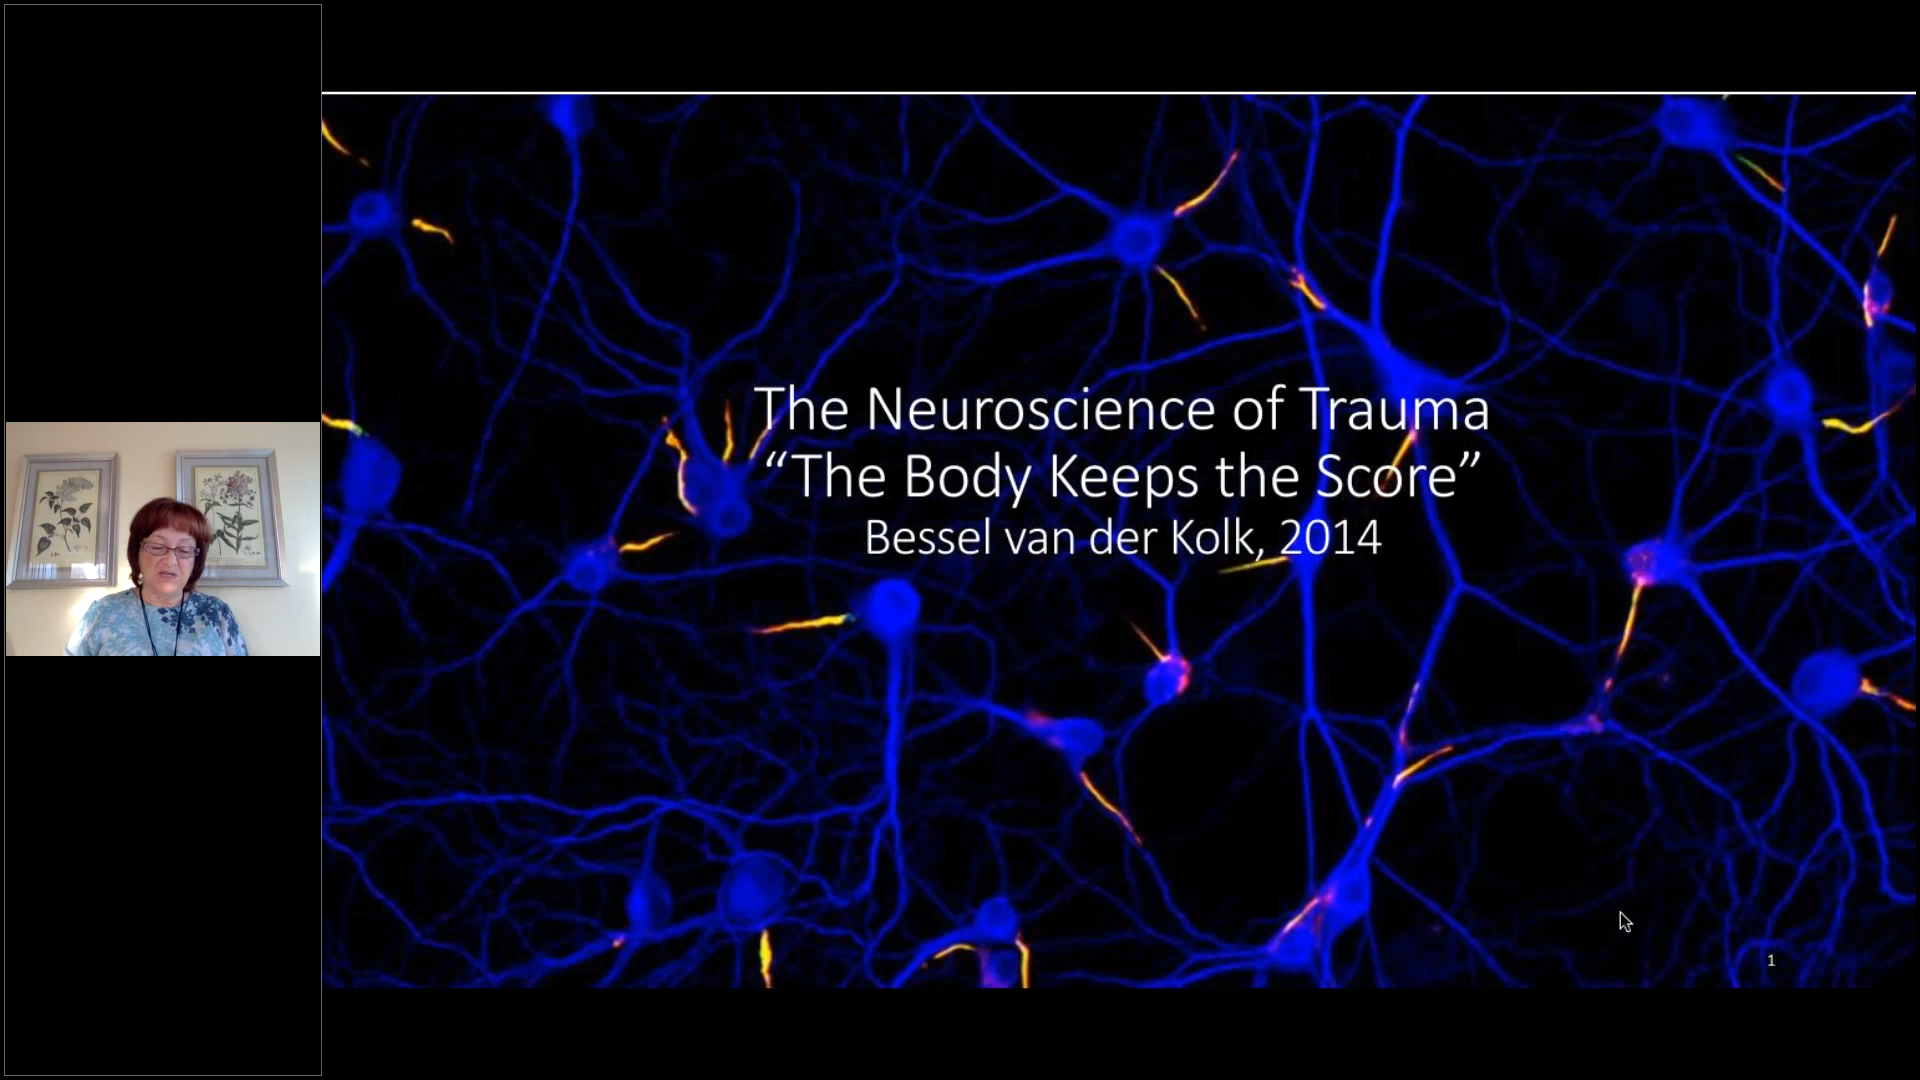 The Neuroscience of Trauma
“The Body Keeps the Score”
Bessel van der Kolk, 2014
1